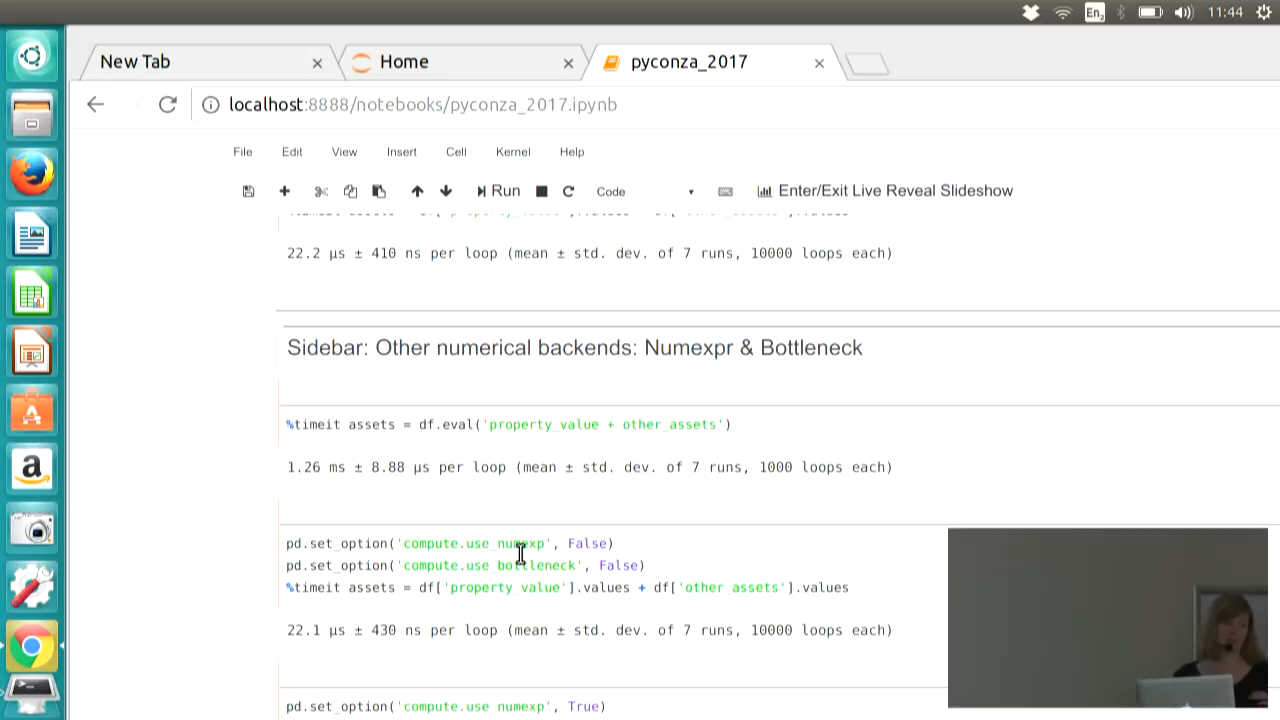 En2 11:44
New Tab × Home × pyconza_2017 ×
localhost:8888/notebooks/pyconza_2017.ipynb
File Edit View Insert Cell Kernel Help
Run Code Enter/Exit Live Reveal Slideshow
22.2 µs ± 410 ns per loop (mean ± std. dev. of 7 runs, 10000 loops each)
Sidebar: Other numerical backends: Numexpr & Bottleneck
%timeit assets = df.eval('property_value + other_assets')
1.26 ms ± 8.88 µs per loop (mean ± std. dev. of 7 runs, 1000 loops each)
pd.set_option('compute.use_numexp', False)
pd.set_option('compute.use_bottleneck', False)
%timeit assets = df['property_value'].values + df['other_assets'].values
22.1 µs ± 430 ns per loop (mean ± std. dev. of 7 runs, 10000 loops each)
pd.set_option('compute.use_numexp', True)